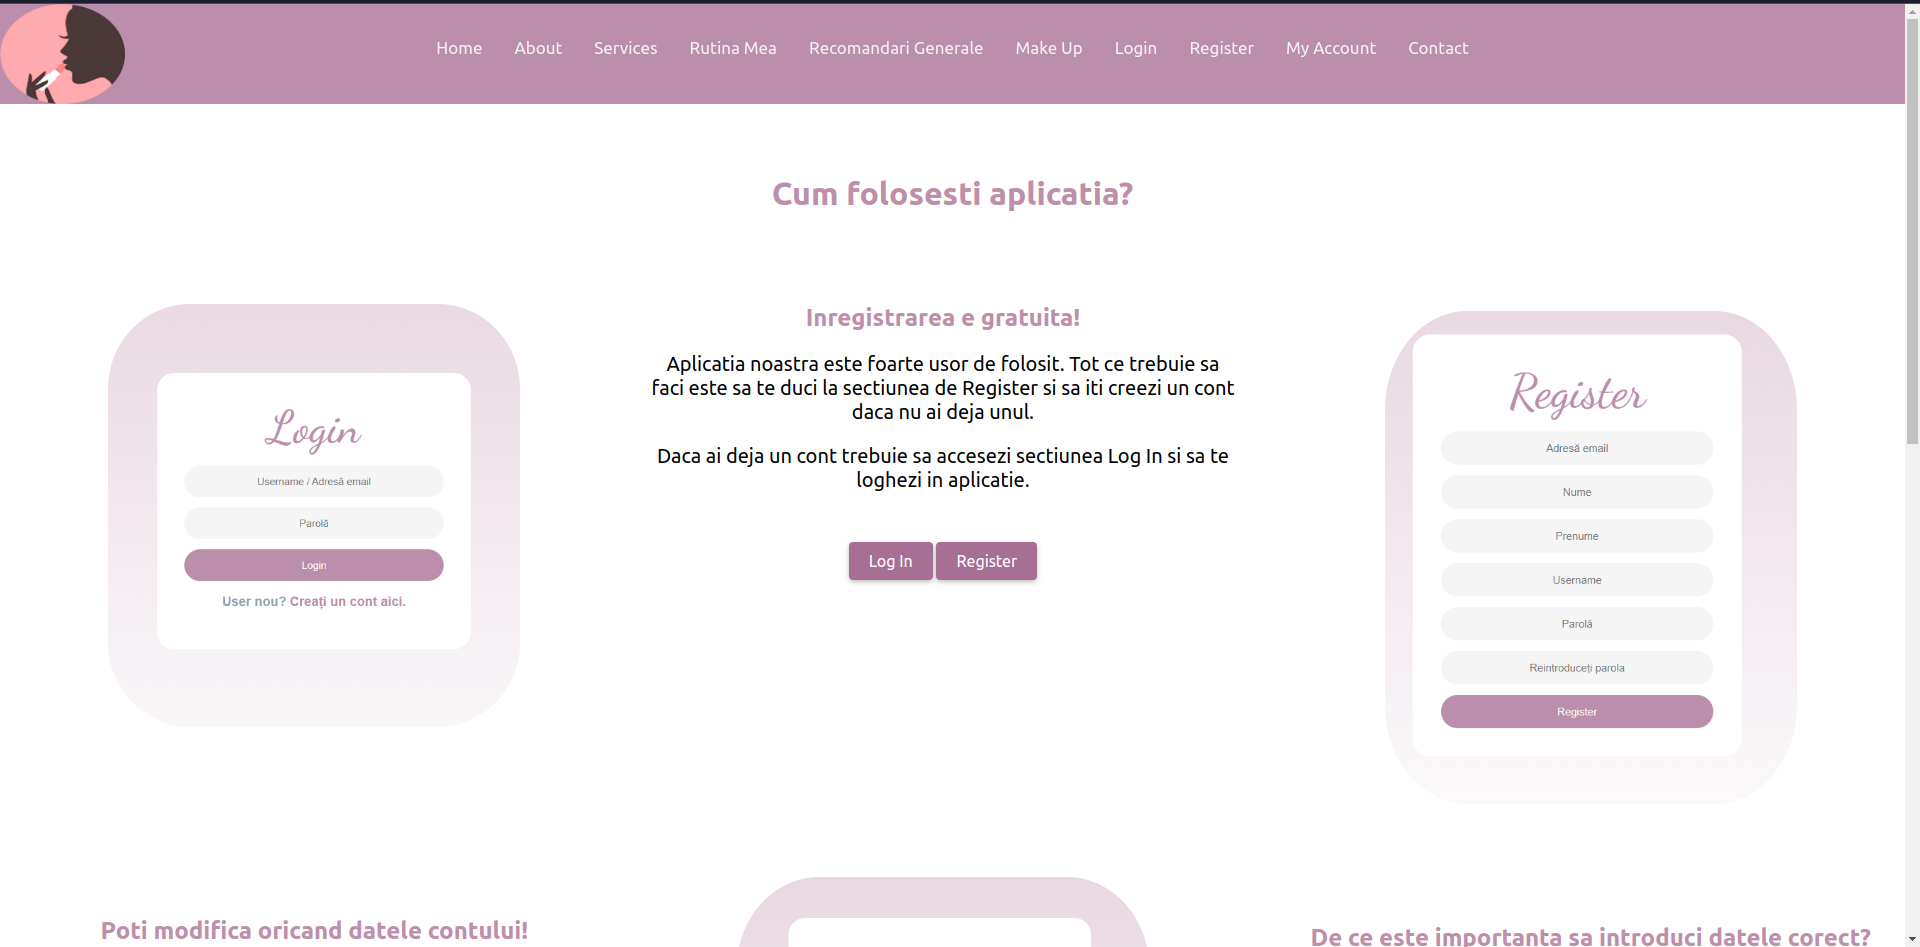 Home About Services Rutina Mea Recomandari Generale Make Up Login Register My Account Contact
Cum folosesti aplicatia?
Login
Username / Adresă email
Parolă
Login
User nou? Creați un cont aici.
Inregistrarea e gratuita!
Aplicatia noastra este foarte usor de folosit. Tot ce trebuie sa
faci este sa te duci la sectiunea de Register si sa iti creezi un cont
daca nu ai deja unul.
Daca ai deja un cont trebuie sa accesezi sectiunea Log In si sa te
loghezi in aplicatie.
Log In Register
Register
Adresă email
Nume
Prenume
Username
Parolă
Reintroduceți parola
Register
Poti modifica oricand datele contului!
De ce este importanta sa introduci datele corect?